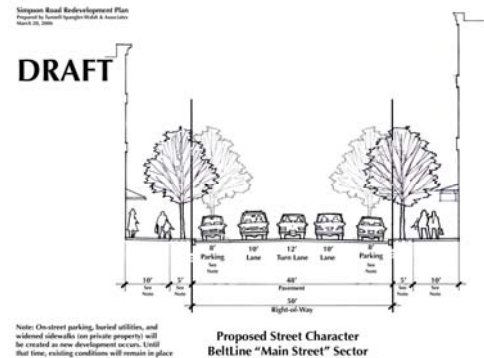 Simpson Road Redevelopment Plan
Prepared by Tunnell-Spangler-Walsh & Associates
March 20, 2006
DRAFT
8' 10' 12' 10' 8'
Parking Lane Turn Lane Lane Parking
See Note See Note
10' 5' 48' 5' 10'
See Note See Note Pavement See Note See Note
50'
Right-of-Way
Note: On-street parking, buried utilities, and
widened sidewalks (on private property) will
be created as new development occurs. Until
that time, existing conditions will remain in place
Proposed Street Character
BeltLine "Main Street" Sector